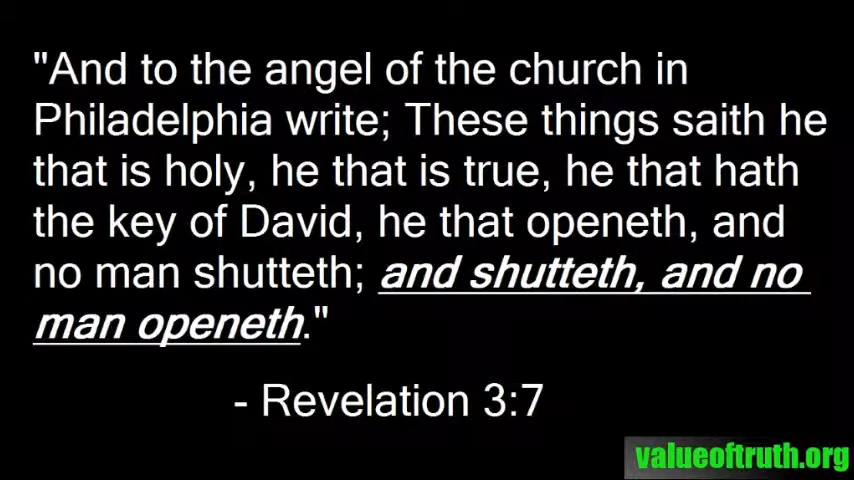 "And to the angel of the church in
Philadelphia write; These things saith he
that is holy, he that is true, he that hath
the key of David, he that openeth, and
no man shutteth; and shutteth, and no
man openeth."
- Revelation 3:7
valueoftruth.org